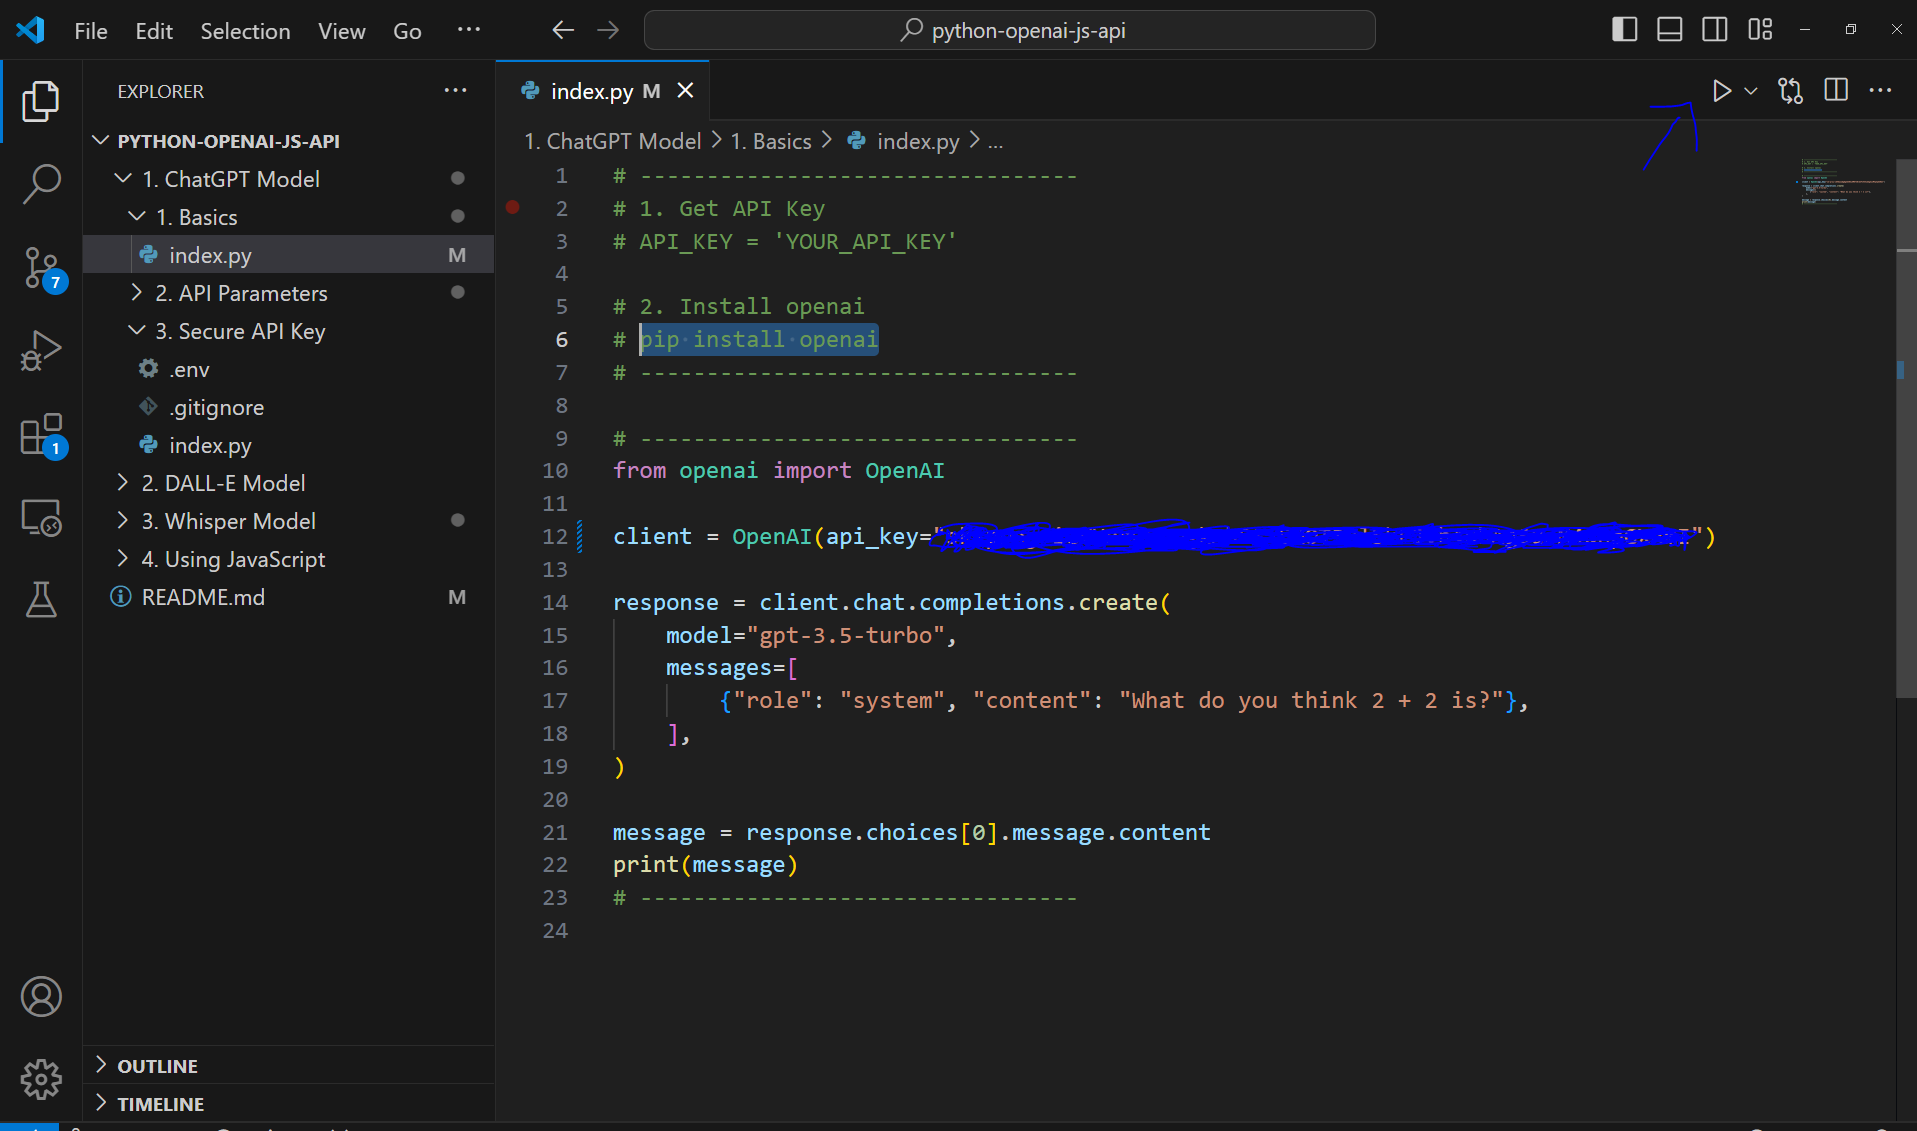 File Edit Selection View Go ... python-openai-js-api
EXPLORER ...
PYTHON-OPENAI-JS-API
1. ChatGPT Model
1. Basics
index.py M
2. API Parameters
3. Secure API Key
.env
.gitignore
index.py
2. DALL-E Model
3. Whisper Model
4. Using JavaScript
README.md M
7
1
OUTLINE
TIMELINE
index.py M
1. ChatGPT Model > 1. Basics > index.py > ...
1 # ---------------------------------
2 # 1. Get API Key
3 # API_KEY = 'YOUR_API_KEY'
4
5 # 2. Install openai
6 # pip install openai
7 # ---------------------------------
8
9 # ---------------------------------
10 from openai import OpenAI
11
12 client = OpenAI(api_key=" ")
13
14 response = client.chat.completions.create(
15 model="gpt-3.5-turbo",
16 messages=[
17 {"role": "system", "content": "What do you think 2 + 2 is?"},
18 ],
19 )
20
21 message = response.choices[0].message.content
22 print(message)
23 # ---------------------------------
24